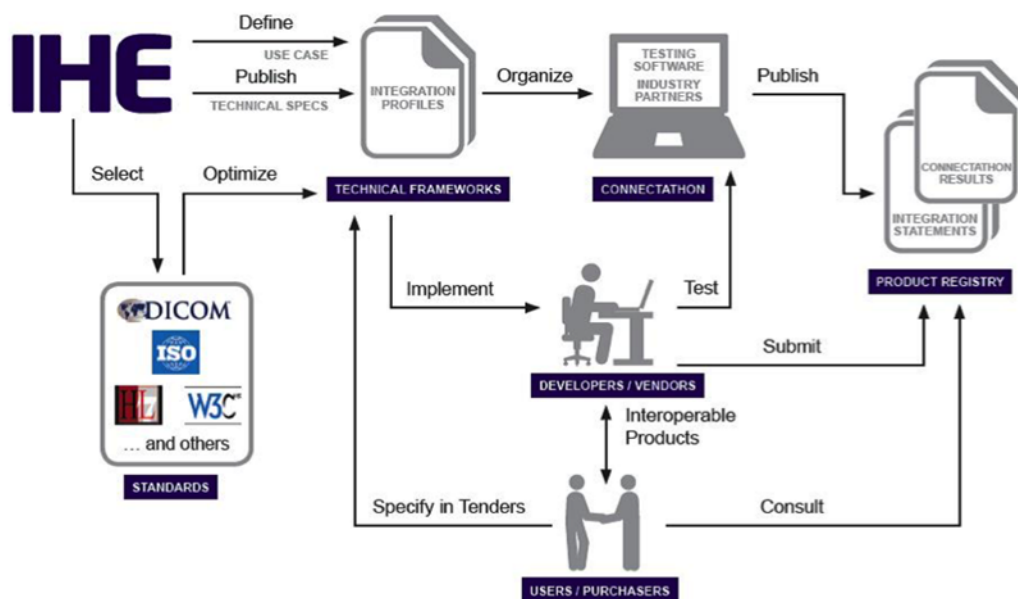 IHE
Define
USE CASE
Publish
TECHNICAL SPECS
INTEGRATION
PROFILES
Organize
TESTING
SOFTWARE
INDUSTRY
PARTNERS
Publish
CONNECTATHON
RESULTS
INTEGRATION
STATEMENTS
Select
Optimize
TECHNICAL FRAMEWORKS
CONNECTATHON
PRODUCT REGISTRY
DICOM
ISO
HL7
W3C®
... and others
STANDARDS
Implement
Test
Submit
DEVELOPERS / VENDORS
Interoperable
Products
Specify in Tenders
Consult
USERS / PURCHASERS